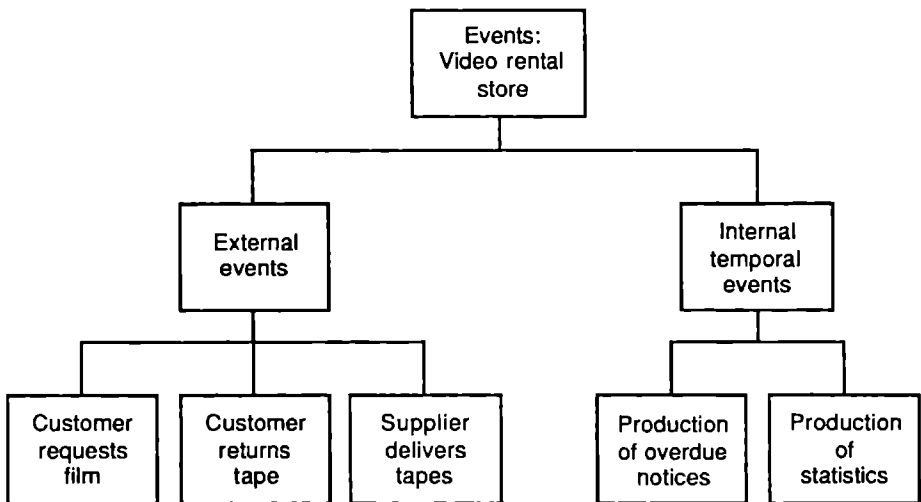 Events:
Video rental
store
External
events
Internal
temporal
events
Customer
requests
film
Customer
returns
tape
Supplier
delivers
tapes
Production
of overdue
notices
Production
of
statistics